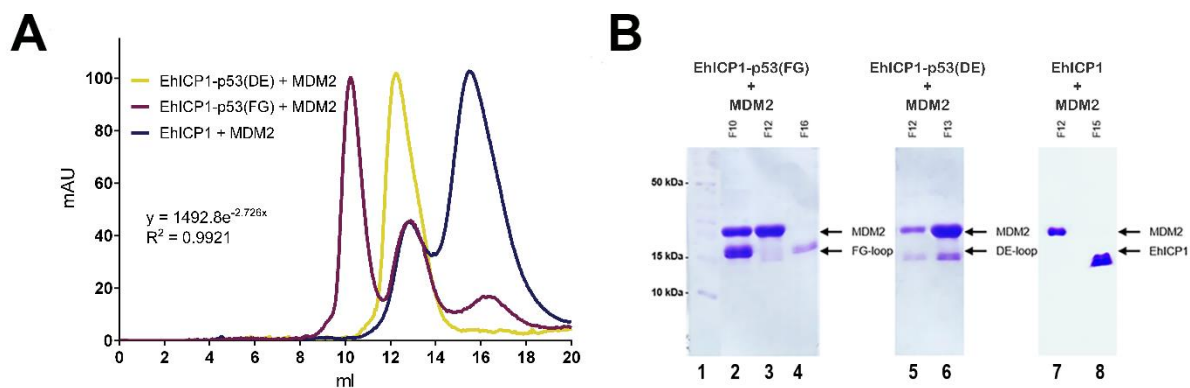 A
mAU
100
80
60
40
20
0
0 2 4 6 8 10 12 14 16 18 20
ml
EhICP1-p53(DE) + MDM2
EhICP1-p53(FG) + MDM2
EhICP1 + MDM2
y = 1492.8e^-2.726x
R² = 0.9921
B
EhICP1-p53(FG)
+
MDM2
F10 F12 F16
EhICP1-p53(DE)
+
MDM2
F12 F13
EhICP1
+
MDM2
F12 F15
50 kDa
15 kDa
10 kDa
MDM2
FG-loop
15 kDa
MDM2
DE-loop
MDM2
EhICP1
1 2 3 4 5 6 7 8